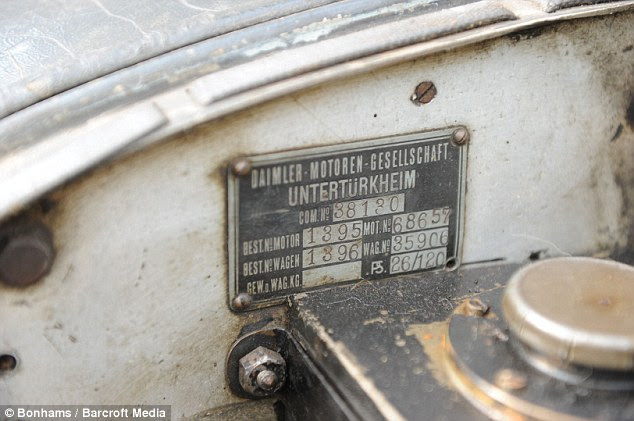 DAIMLER-MOTOREN-GESELLSCHAFT
UNTERTÜRKHEIM
COM.No 38130
BEST.No MOTOR 1395 MOT.No 68657
BEST.No WAGEN 1396 WAG.No 35906
GEW.D.WAG.KG. PS. 26/120
© Bonhams / Barcroft Media